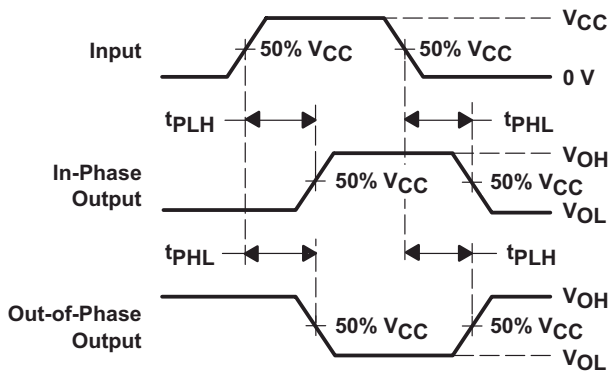 Input
50% VCC
50% VCC
VCC
0 V
tPLH
tPHL
In-Phase
Output
50% VCC
50% VCC
VOH
VOL
tPHL
tPLH
Out-of-Phase
Output
50% VCC
50% VCC
VOH
VOL